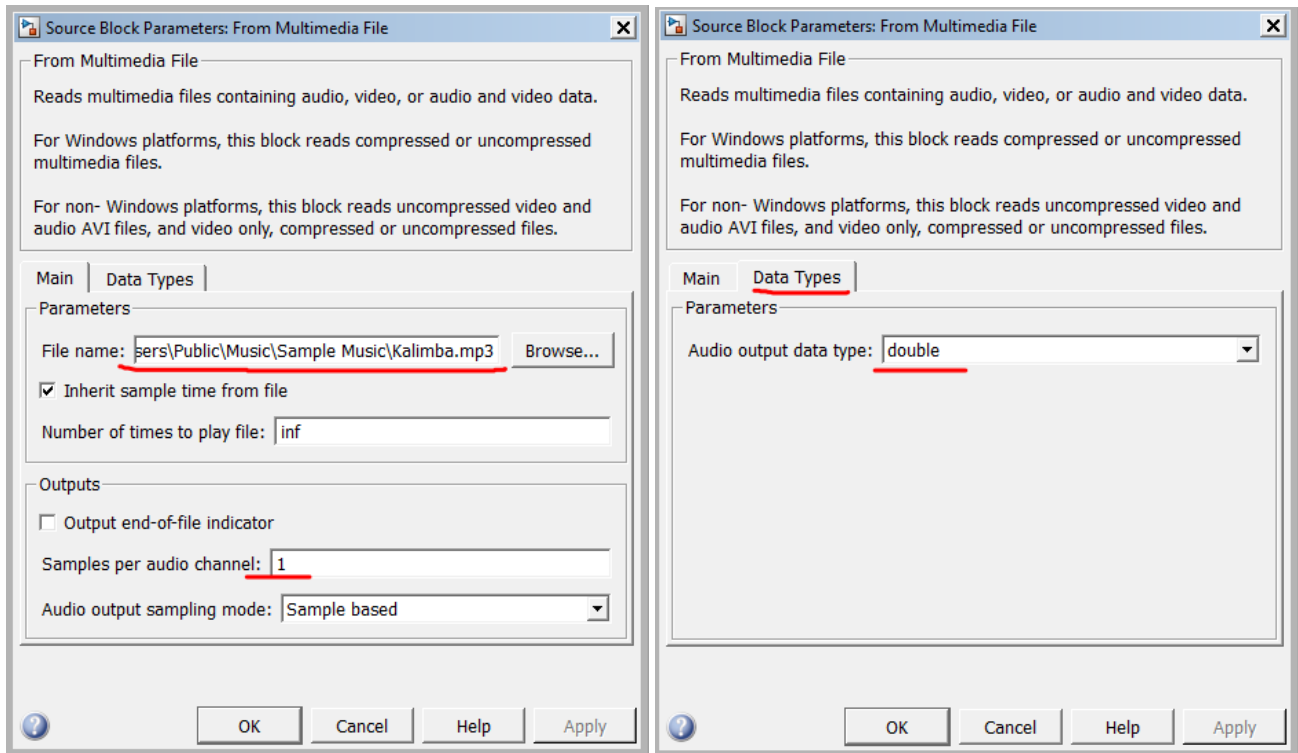 Source Block Parameters: From Multimedia File
From Multimedia File
Reads multimedia files containing audio, video, or audio and video data.
For Windows platforms, this block reads compressed or uncompressed
multimedia files.
For non- Windows platforms, this block reads uncompressed video and
audio AVI files, and video only, compressed or uncompressed files.
Main Data Types
Parameters
File name: sers\Public\Music\Sample Music\Kalimba.mp3 Browse...
Inherit sample time from file
Number of times to play file: inf
Outputs
Output end-of-file indicator
Samples per audio channel: 1
Audio output sampling mode: Sample based
OK Cancel Help Apply
Source Block Parameters: From Multimedia File
From Multimedia File
Reads multimedia files containing audio, video, or audio and video data.
For Windows platforms, this block reads compressed or uncompressed
multimedia files.
For non- Windows platforms, this block reads uncompressed video and
audio AVI files, and video only, compressed or uncompressed files.
Main Data Types
Parameters
Audio output data type: double
OK Cancel Help Apply